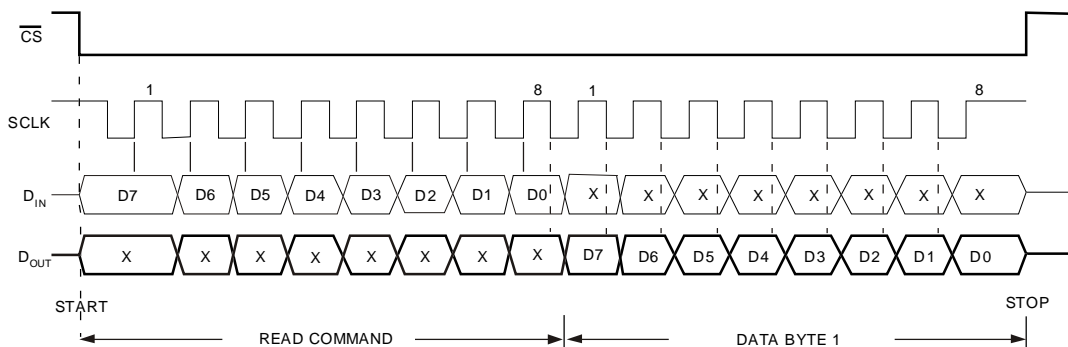 CS
1 8 1 8
SCLK
DIN D7 D6 D5 D4 D3 D2 D1 D0 X X X X X X X X
DOUT X X X X X X X X D7 D6 D5 D4 D3 D2 D1 D0
START STOP
READ COMMAND DATA BYTE 1